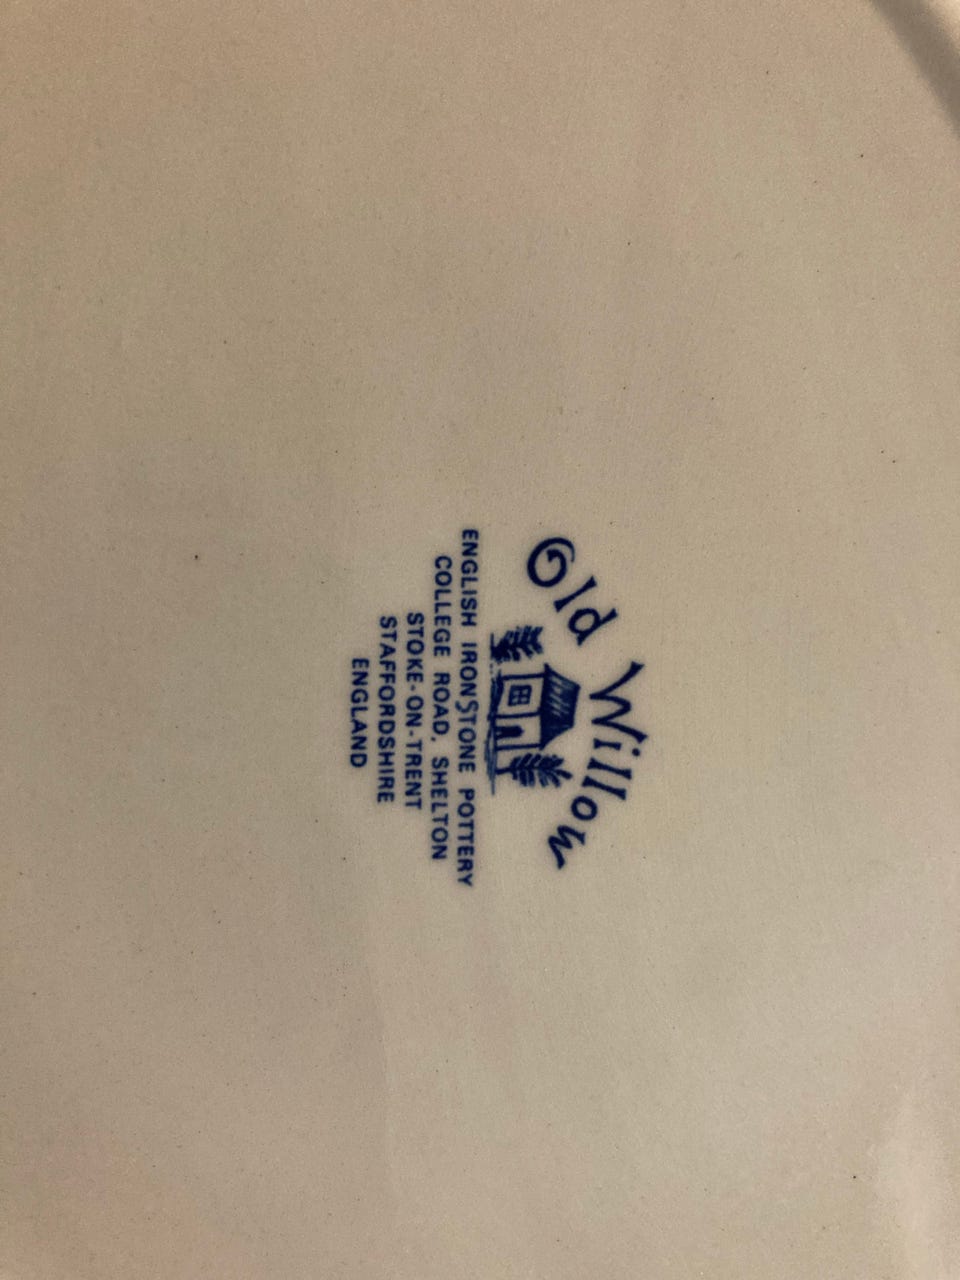 Old Willow
ENGLISH IRONSTONE POTTERY
COLLEGE ROAD, SHELTON
STOKE-ON-TRENT
STAFFORDSHIRE
ENGLAND